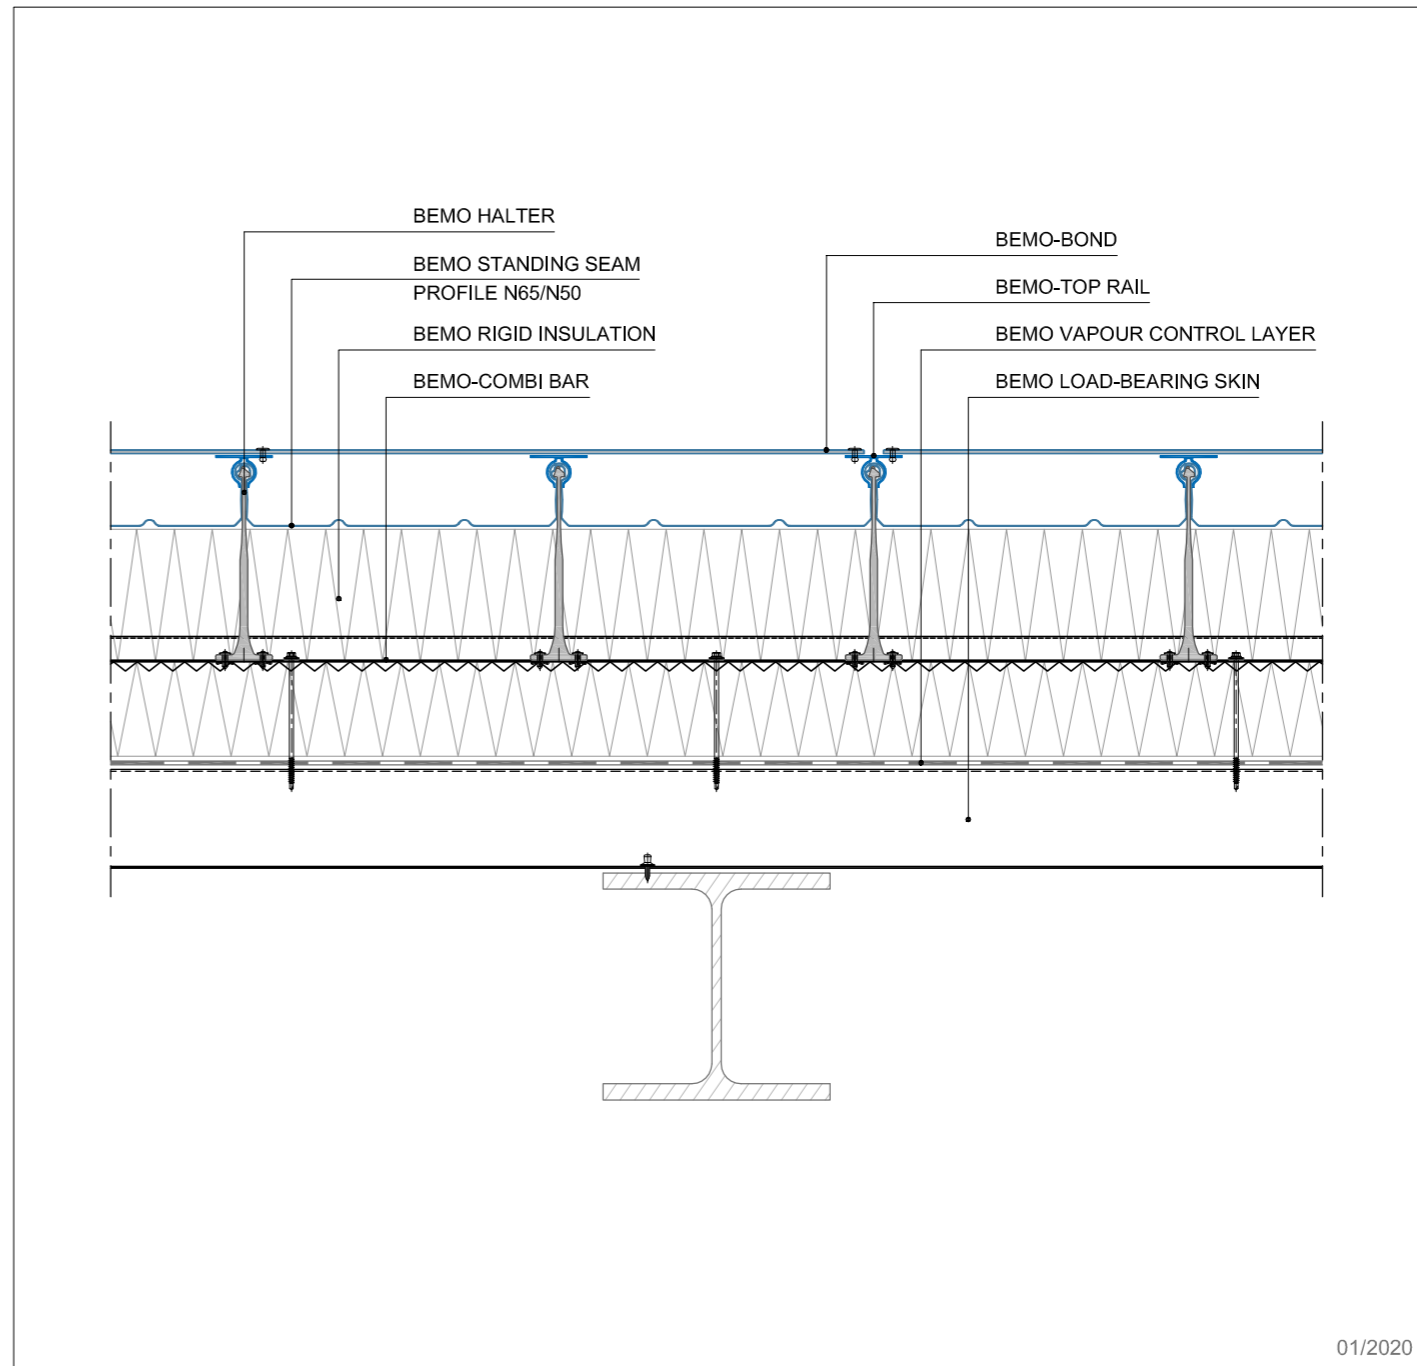 BEMO HALTER
BEMO STANDING SEAM
PROFILE N65/N50
BEMO RIGID INSULATION
BEMO-COMBI BAR
BEMO-BOND
BEMO-TOP RAIL
BEMO VAPOUR CONTROL LAYER
BEMO LOAD-BEARING SKIN
01/2020